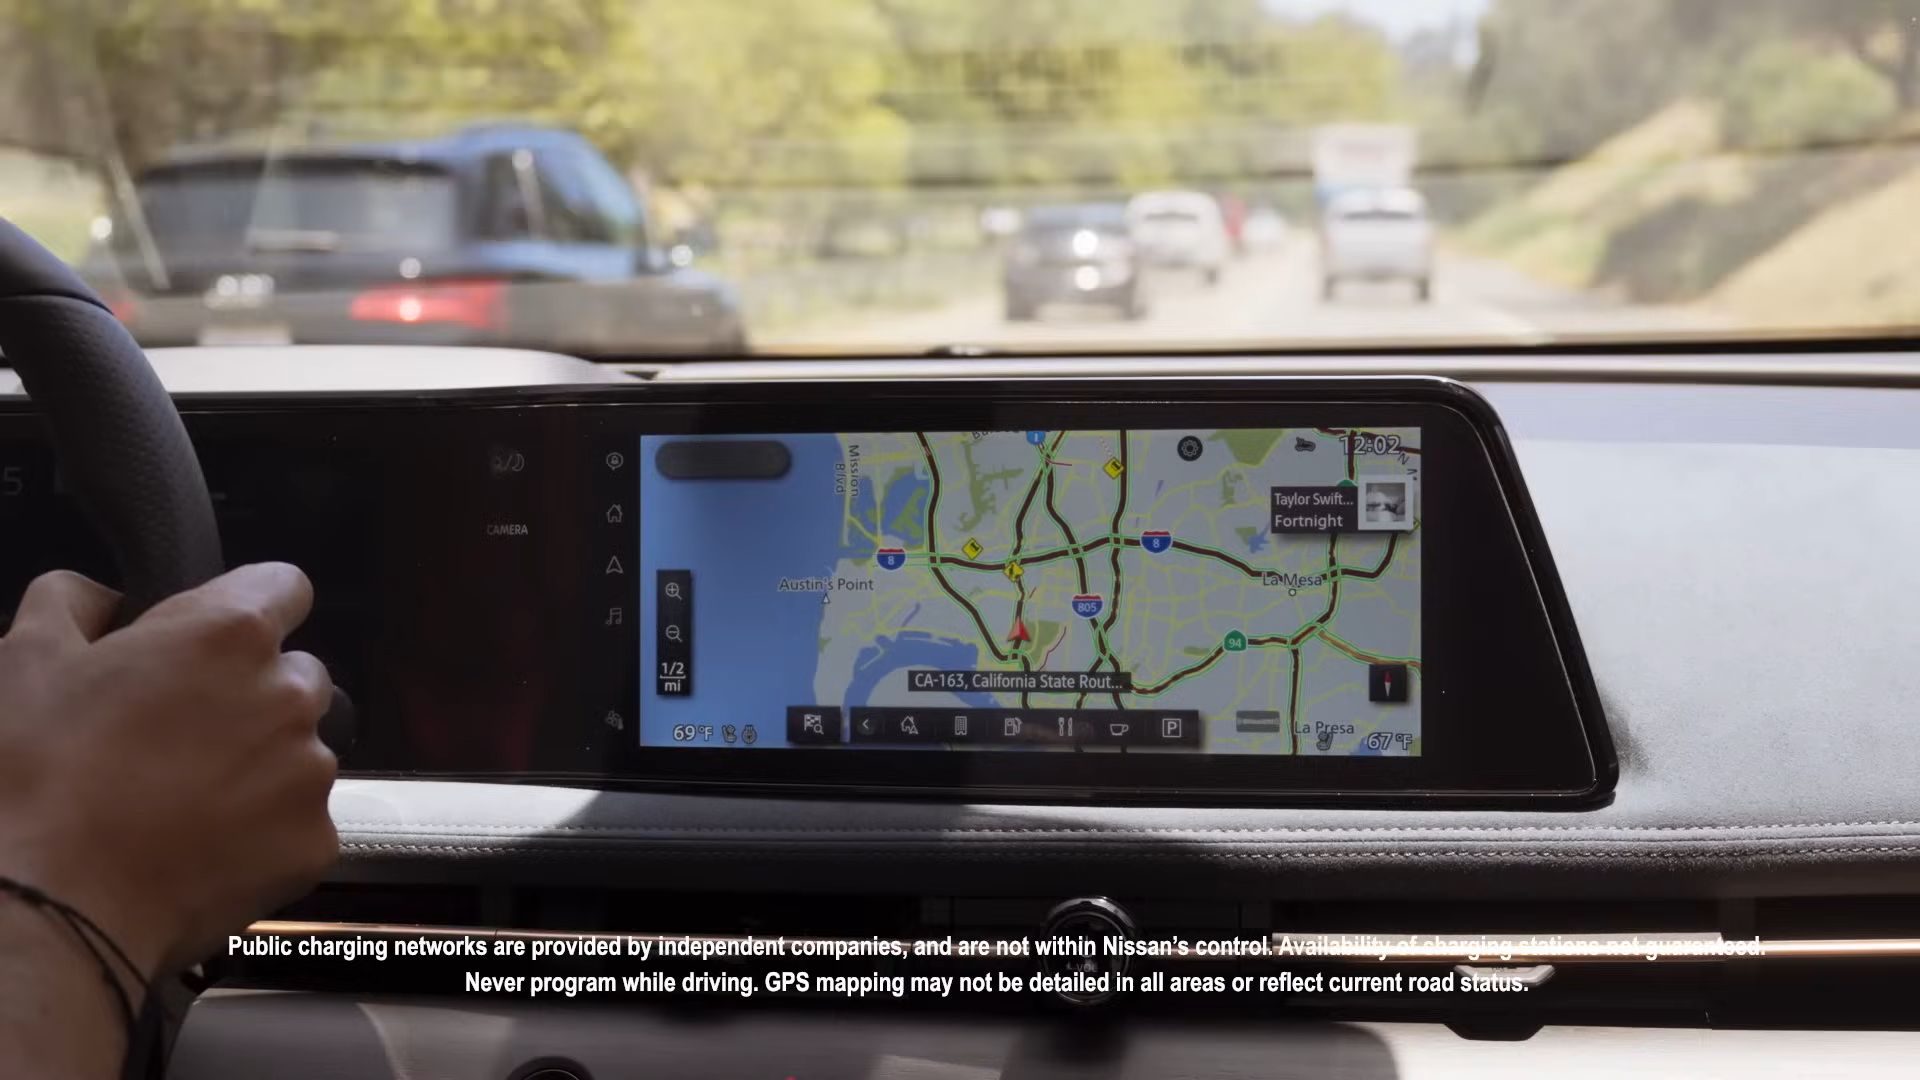 5
CAMERA
Mission
Blvd
12:02
N
Taylor Swift...
Fortnight
8
8
Austin's Point
La Mesa
805
94
1/2
mi
CA-163, California State Rout...
P
La Presa
69°F
67°F
Public charging networks are provided by independent companies, and are not within Nissan's control. Availability of charging stations not guaranteed.
Never program while driving. GPS mapping may not be detailed in all areas or reflect current road status.